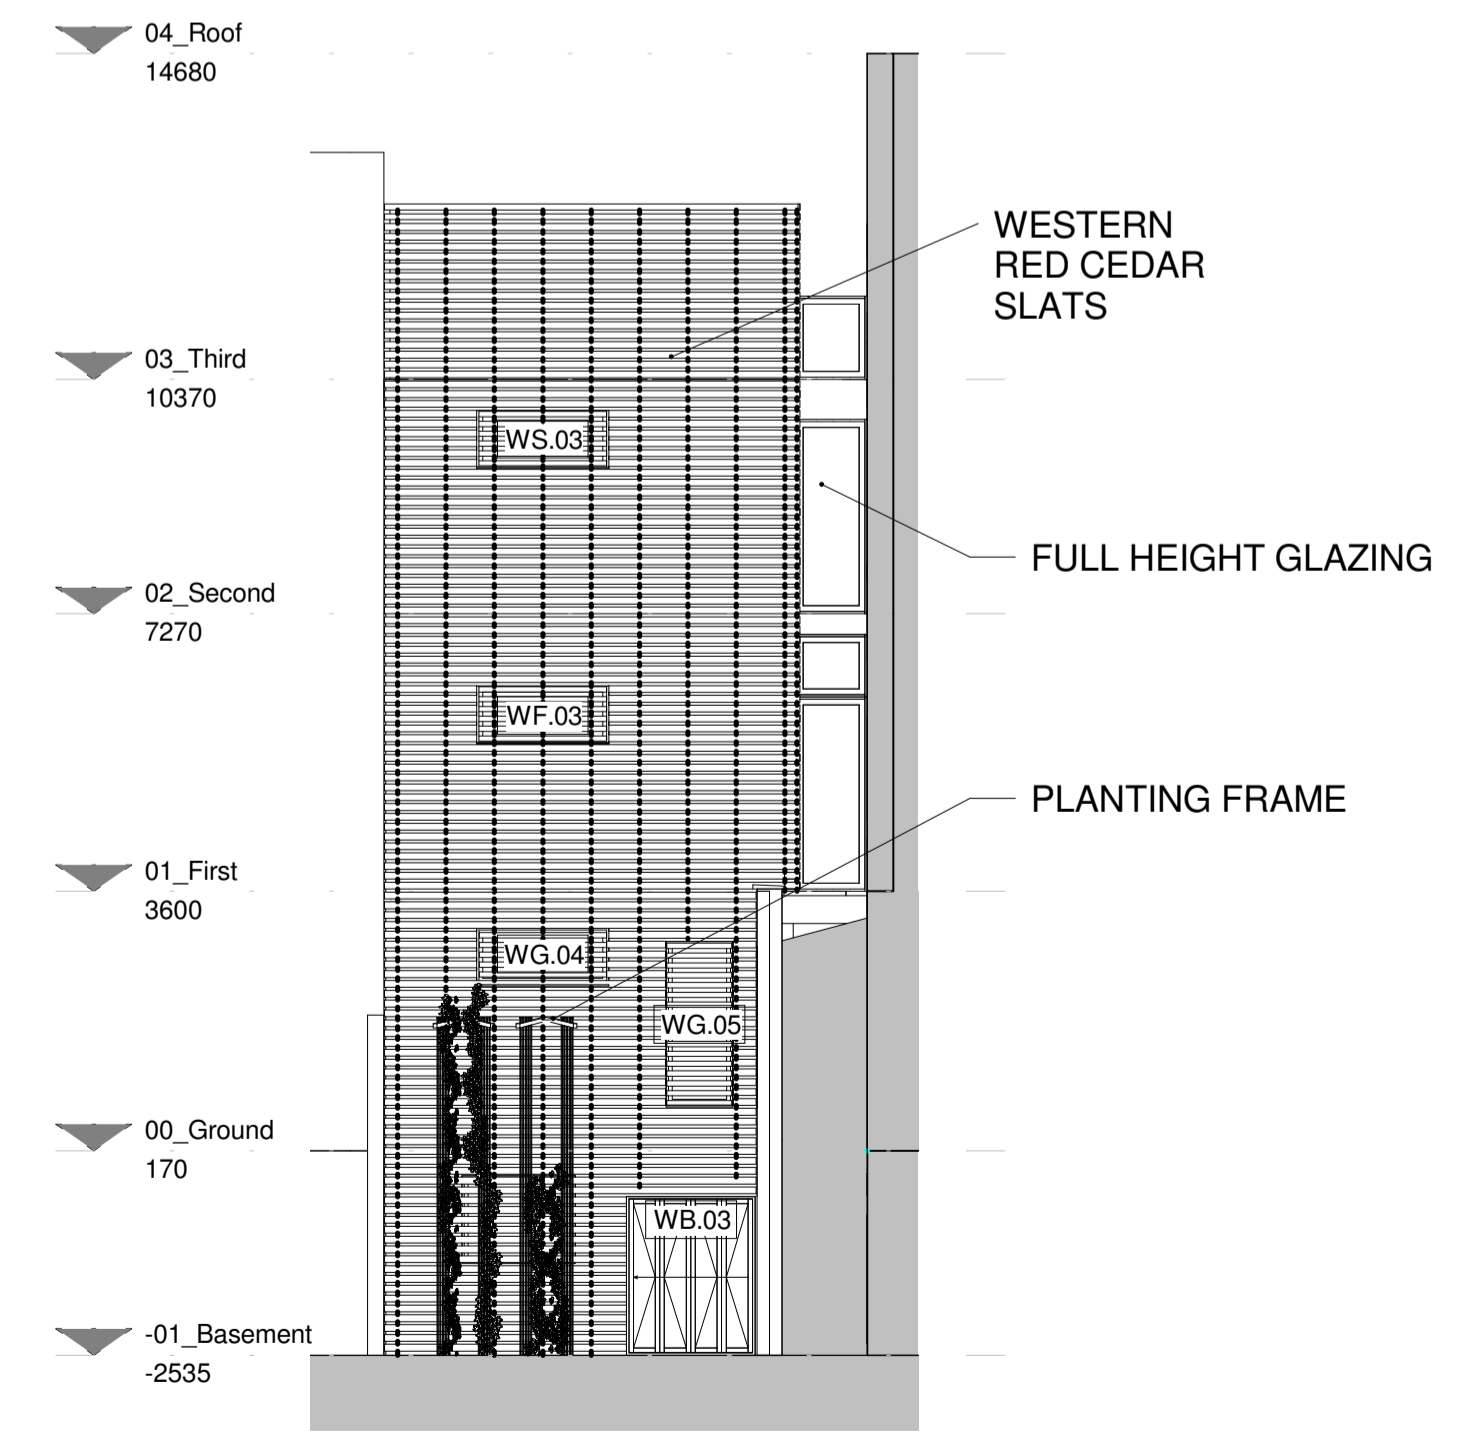 04_Roof
14680
WESTERN
RED CEDAR
SLATS
03_Third
10370
WS.03
FULL HEIGHT GLAZING
02_Second
7270
WF.03
PLANTING FRAME
01_First
3600
WG.04
WG.05
00_Ground
170
WB.03
-01_Basement
-2535